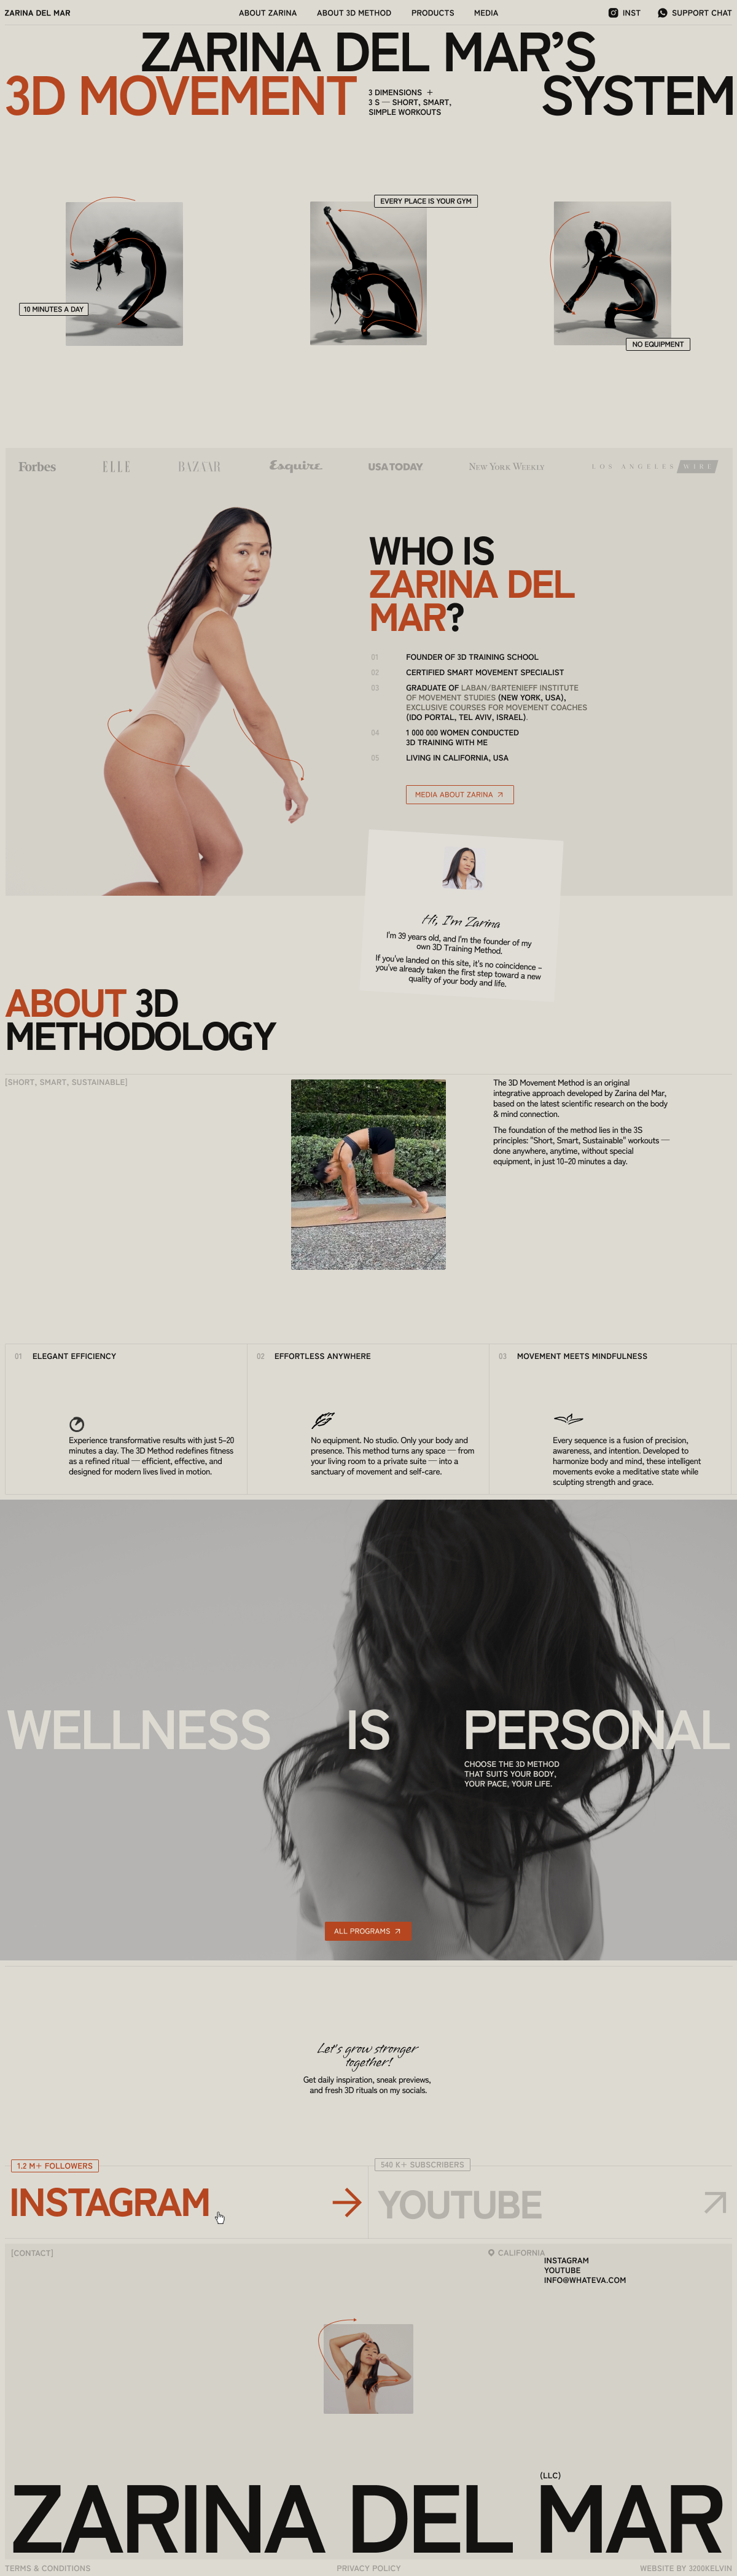 ZARINA DEL MAR
ABOUT ZARINA
ABOUT 3D METHOD
PRODUCTS
MEDIA
INST
SUPPORT CHAT
ZARINA DEL MAR'S
3D MOVEMENT
3 DIMENSIONS +
3 S — SHORT, SMART,
SIMPLE WORKOUTS
SYSTEM
EVERY PLACE IS YOUR GYM
10 MINUTES A DAY
NO EQUIPMENT
Forbes
ELLE
BAZAAR
Esquire
USA TODAY
NEW YORK WEEKLY
LOS ANGELES WIRE
WHO IS
ZARINA DEL
MAR?
01 FOUNDER OF 3D TRAINING SCHOOL
02 CERTIFIED SMART MOVEMENT SPECIALIST
03 GRADUATE OF LABAN/BARTENIEFF INSTITUTE
OF MOVEMENT STUDIES (NEW YORK, USA),
EXCLUSIVE COURSES FOR MOVEMENT COACHES
(IDO PORTAL, TEL AVIV, ISRAEL).
04 1 000 000 WOMEN CONDUCTED
3D TRAINING WITH ME
05 LIVING IN CALIFORNIA, USA
MEDIA ABOUT ZARINA
Hi, I'm Zarina
I'm 39 years old, and I'm the founder of my
own 3D Training Method.
If you've landed on this site, it's no coincidence –
you've already taken the first step toward a new
quality of your body and life.
ABOUT 3D
METHODOLOGY
[SHORT, SMART, SUSTAINABLE]
The 3D Movement Method is an original
integrative approach developed by Zarina del Mar,
based on the latest scientific research on the body
& mind connection.
The foundation of the method lies in the 3S
principles: "Short, Smart, Sustainable" workouts —
done anywhere, anytime, without special
equipment, in just 10–20 minutes a day.
01 ELEGANT EFFICIENCY
Experience transformative results with just 5–20
minutes a day. The 3D Method redefines fitness
as a refined ritual — efficient, effective, and
designed for modern lives lived in motion.
02 EFFORTLESS ANYWHERE
No equipment. No studio. Only your body and
presence. This method turns any space — from
your living room to a private suite — into a
sanctuary of movement and self-care.
03 MOVEMENT MEETS MINDFULNESS
Every sequence is a fusion of precision,
awareness, and intention. Developed to
harmonize body and mind, these intelligent
movements evoke a meditative state while
sculpting strength and grace.
WELLNESS IS PERSONAL
CHOOSE THE 3D METHOD
THAT SUITS YOUR BODY,
YOUR PACE, YOUR LIFE.
ALL PROGRAMS
Let's grow stronger
together!
Get daily inspiration, sneak previews,
and fresh 3D rituals on my socials.
1.2 M+ FOLLOWERS
INSTAGRAM
540 K+ SUBSCRIBERS
YOUTUBE
[CONTACT]
CALIFORNIA
INSTAGRAM
YOUTUBE
INFO@WHATEVA.COM
(LLC)
ZARINA DEL MAR
TERMS & CONDITIONS
PRIVACY POLICY
WEBSITE BY 3200KELVIN